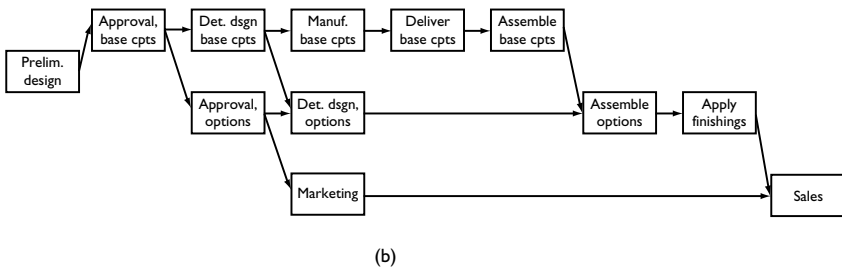 Approval,
base cpts
Det. dsgn
base cpts
Manuf.
base cpts
Deliver
base cpts
Assemble
base cpts
Prelim.
design
Approval,
options
Det. dsgn,
options
Assemble
options
Apply
finishings
Marketing
Sales
(b)